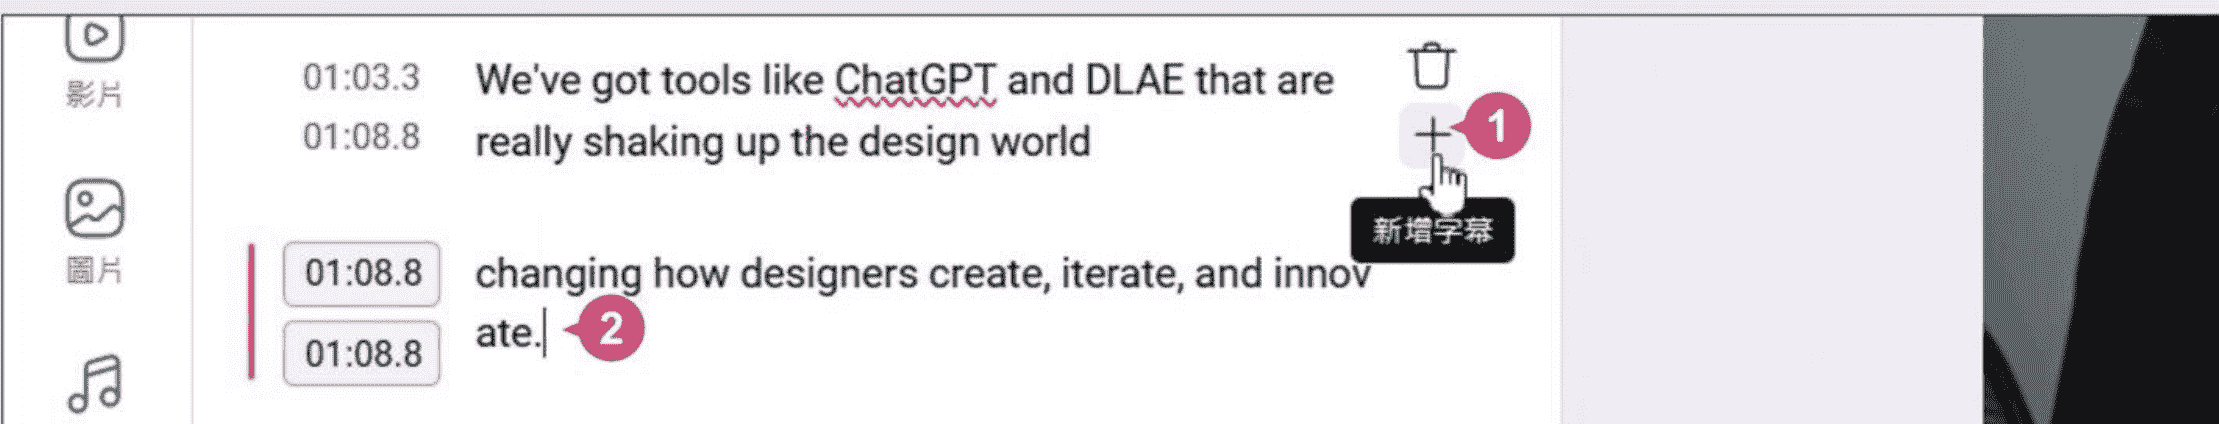 影片
01:03.3
We've got tools like ChatGPT and DLAE that are
01:08.8
really shaking up the design world
1
新增字幕
圖片
01:08.8
changing how designers create, iterate, and innov
01:08.8
ate.
2